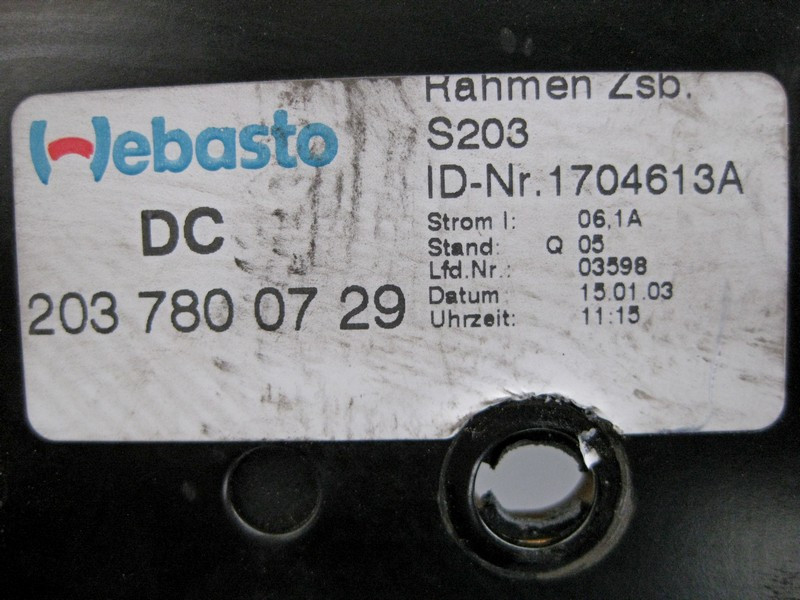 Webasto
DC
203 780 07 29
Rahmen Zsb.
S203
ID-Nr.1704613A
Strom I: 06,1A
Stand: Q 05
Lfd.Nr.: 03598
Datum: 15.01.03
Uhrzeit: 11:15